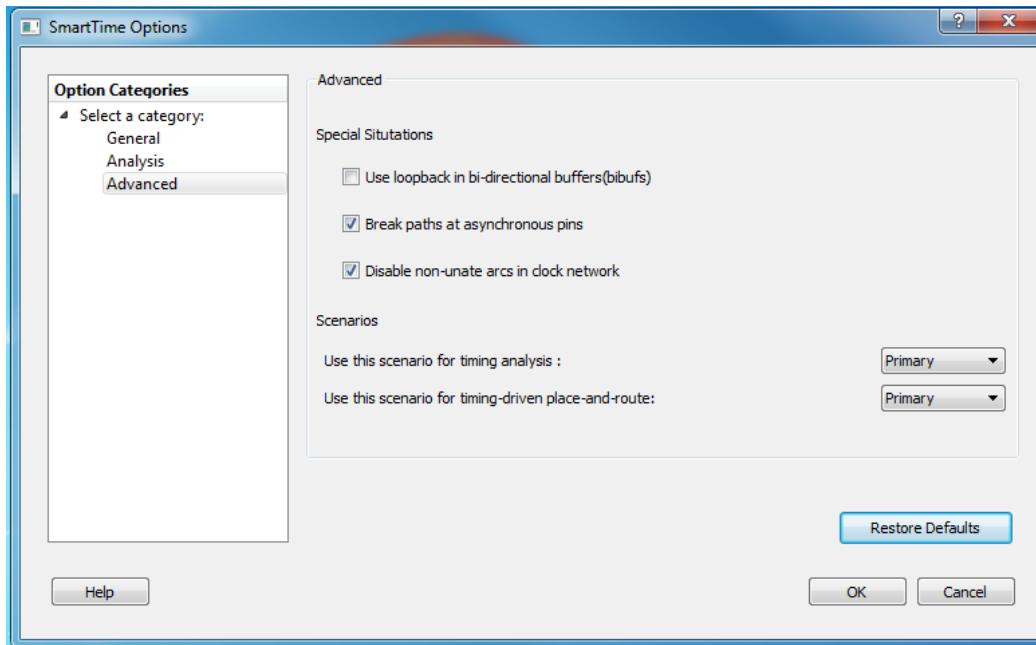 SmartTime Options
?
X
Option Categories
Select a category:
General
Analysis
Advanced
Advanced
Special Situtations
Use loopback in bi-directional buffers(bibufs)
Break paths at asynchronous pins
Disable non-unate arcs in clock network
Scenarios
Use this scenario for timing analysis : Primary
Use this scenario for timing-driven place-and-route: Primary
Restore Defaults
Help OK Cancel